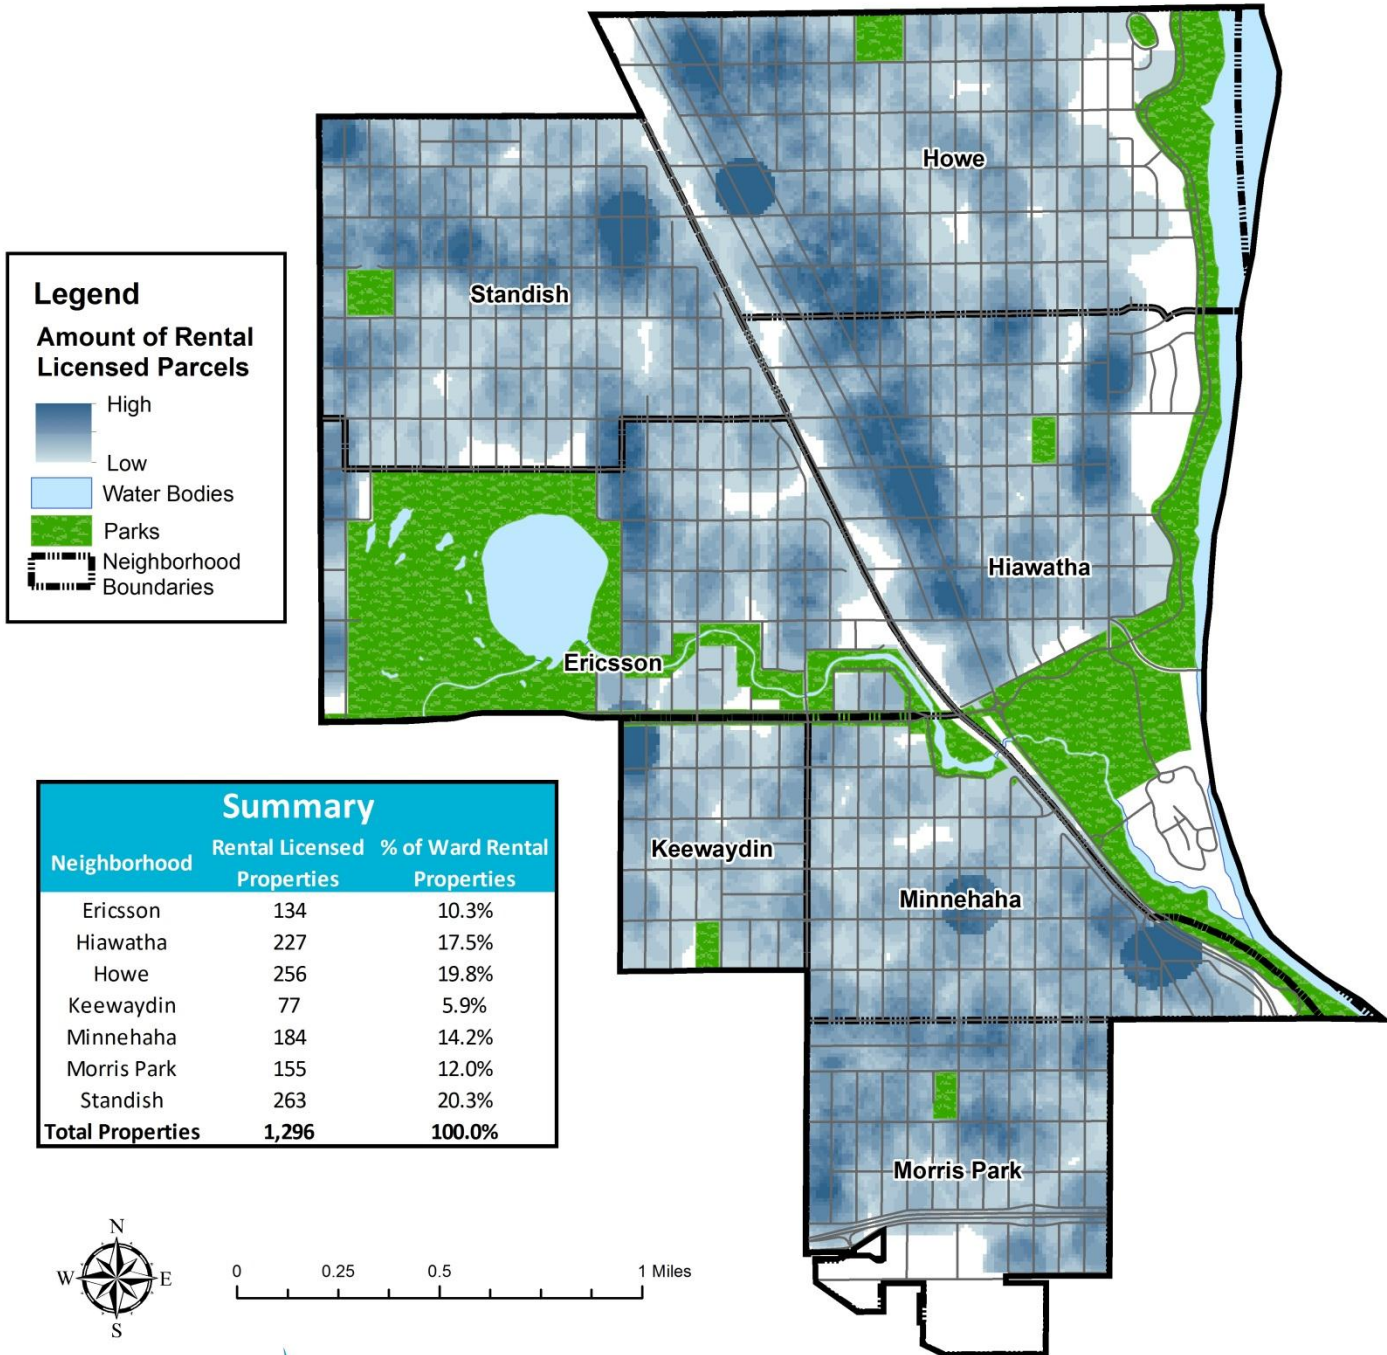 Howe
Standish
Legend
Amount of Rental
Licensed Parcels
High
Low
Water Bodies
Parks
Neighborhood
Boundaries
Hiawatha
Ericsson
Keewaydin
Minnehaha
Morris Park
Summary
Neighborhood Rental Licensed Properties % of Ward Rental Properties
Ericsson 134 10.3%
Hiawatha 227 17.5%
Howe 256 19.8%
Keewaydin 77 5.9%
Minnehaha 184 14.2%
Morris Park 155 12.0%
Standish 263 20.3%
Total Properties 1,296 100.0%
N
W E
S
0 0.25 0.5 1 Miles